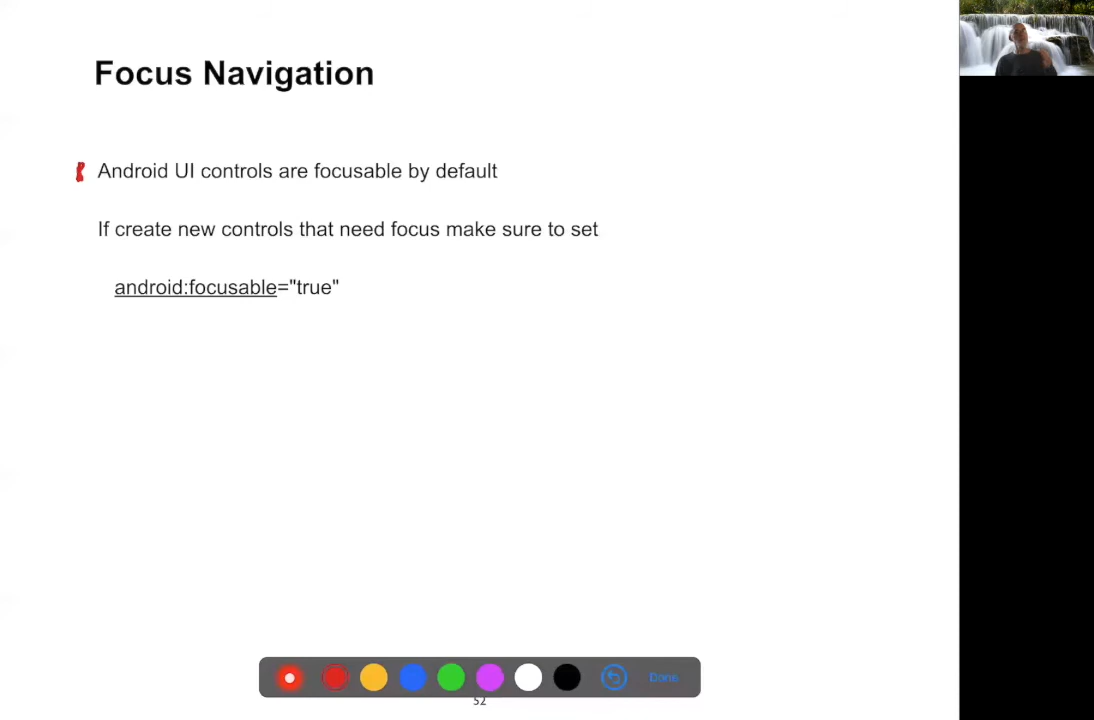 Focus Navigation
Android UI controls are focusable by default
If create new controls that need focus make sure to set
android:focusable="true"
Done
52